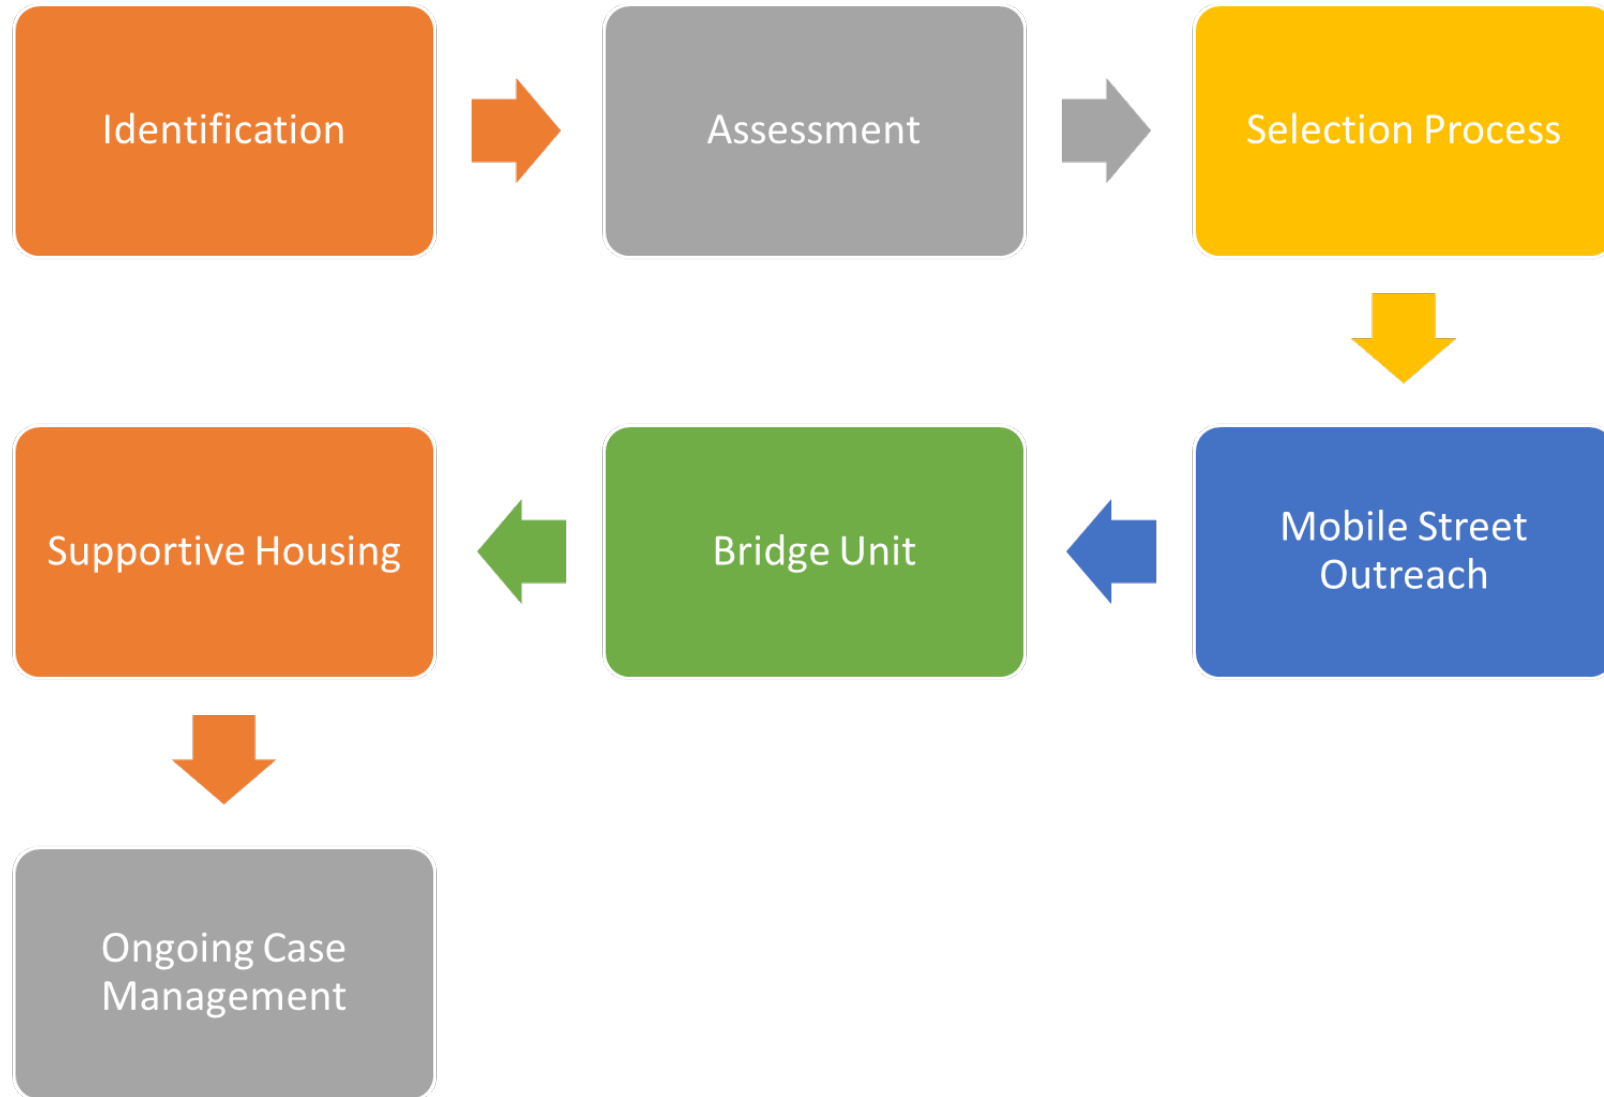 Identification
Assessment
Selection Process
Mobile Street
Outreach
Bridge Unit
Supportive Housing
Ongoing Case
Management